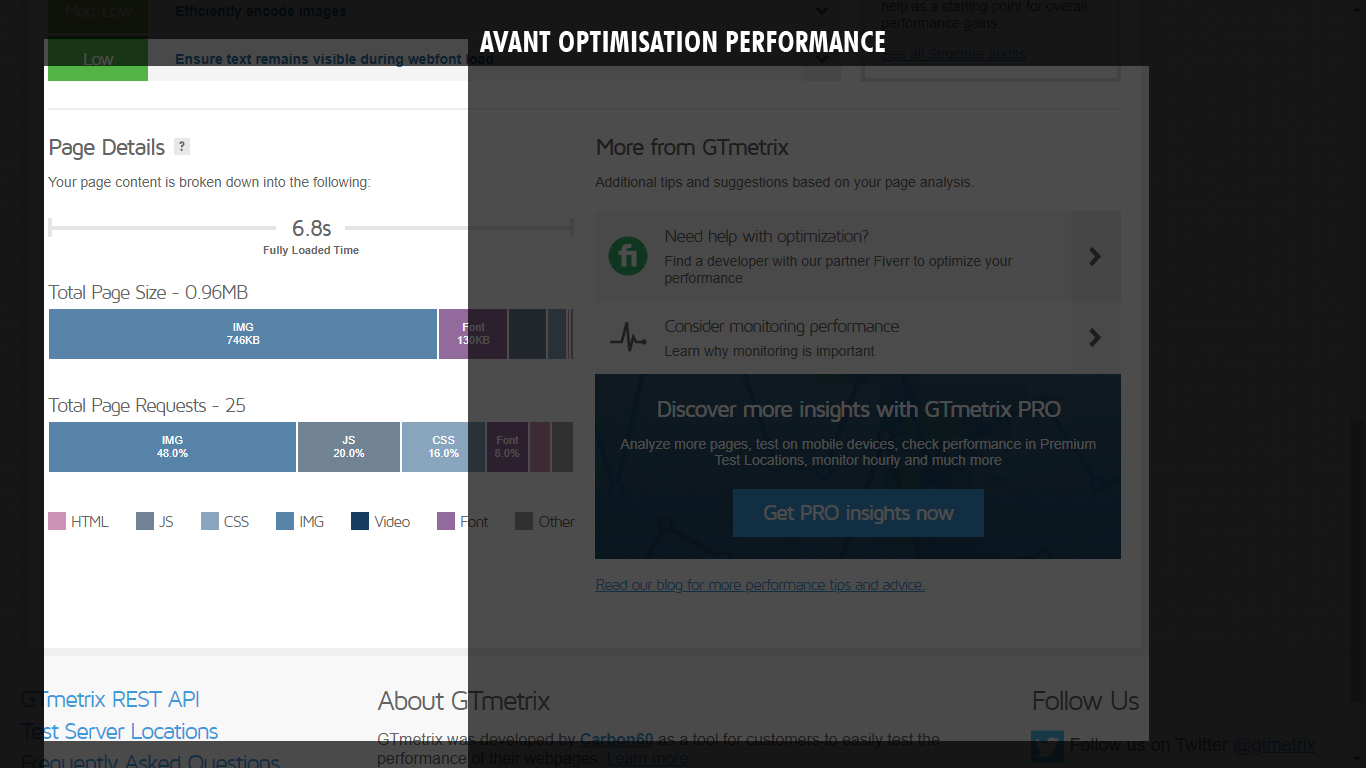 Med-Low
Efficiently encode images
help as a starting point for overall
performance gains.
AVANT OPTIMISATION PERFORMANCE
Low
Ensure text remains visible during webfont load
See all Structure audits
Page Details ?
Your page content is broken down into the following:
6.8s
Fully Loaded Time
Total Page Size - 0.96MB
IMG
746KB
Font
130KB
Total Page Requests - 25
IMG
48.0%
JS
20.0%
CSS
16.0%
Font
8.0%
HTML
JS
CSS
IMG
Video
Font
Other
More from GTmetrix
Additional tips and suggestions based on your page analysis.
fi
Need help with optimization?
Find a developer with our partner Fiverr to optimize your
performance
Consider monitoring performance
Learn why monitoring is important
Discover more insights with GTmetrix PRO
Analyze more pages, test on mobile devices, check performance in Premium
Test Locations, monitor hourly and much more
Get PRO insights now
Read our blog for more performance tips and advice.
GTmetrix REST API
Test Server Locations
Frequently Asked Questions
About GTmetrix
GTmetrix was developed by Carbon60 as a tool for customers to easily test the
performance of their webpages. Learn more
Follow Us
Follow us on Twitter @gtmetrix